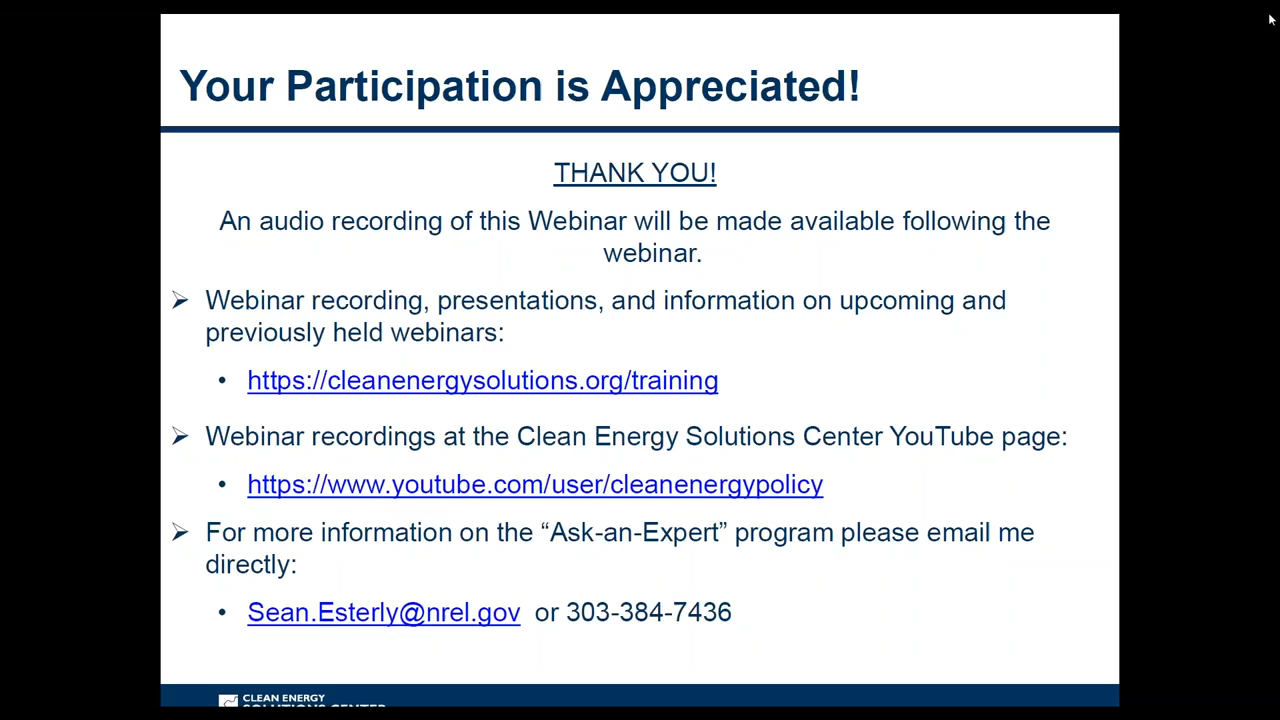 Your Participation is Appreciated!
THANK YOU!
An audio recording of this Webinar will be made available following the
webinar.
➢ Webinar recording, presentations, and information on upcoming and
previously held webinars:
• https://cleanenergysolutions.org/training
➢ Webinar recordings at the Clean Energy Solutions Center YouTube page:
• https://www.youtube.com/user/cleanenergypolicy
➢ For more information on the “Ask-an-Expert” program please email me
directly:
• Sean.Esterly@nrel.gov or 303-384-7436
CLEAN ENERGY
SOLUTIONS CENTER